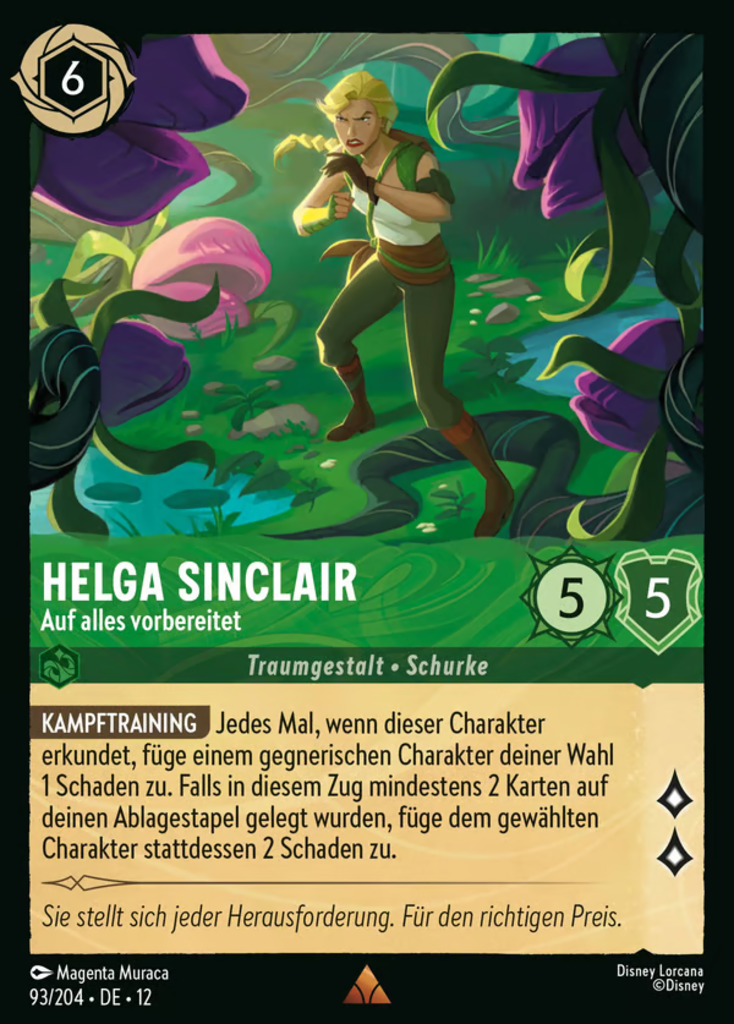 6
HELGA SINCLAIR
Auf alles vorbereitet
5
5
Traumgestalt • Schurke
KAMPFTRAINING Jedes Mal, wenn dieser Charakter
erkundet, füge einem gegnerischen Charakter deiner Wahl
1 Schaden zu. Falls in diesem Zug mindestens 2 Karten auf
deinen Ablagestapel gelegt wurden, füge dem gewählten
Charakter stattdessen 2 Schaden zu.
Sie stellt sich jeder Herausforderung. Für den richtigen Preis.
Magenta Muraca
93/204 • DE • 12
Disney Lorcana
©Disney